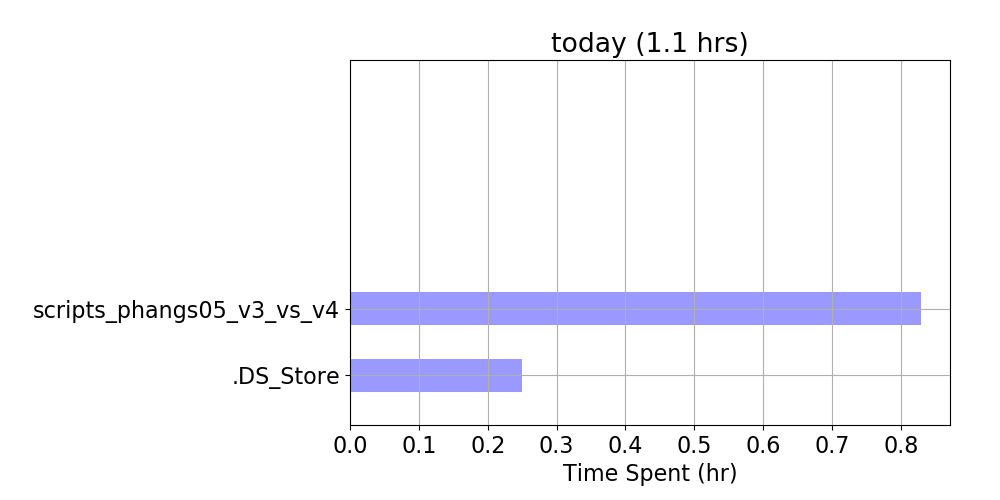 today (1.1 hrs)
scripts_phangs05_v3_vs_v4
.DS_Store
0.0 0.1 0.2 0.3 0.4 0.5 0.6 0.7 0.8
Time Spent (hr)